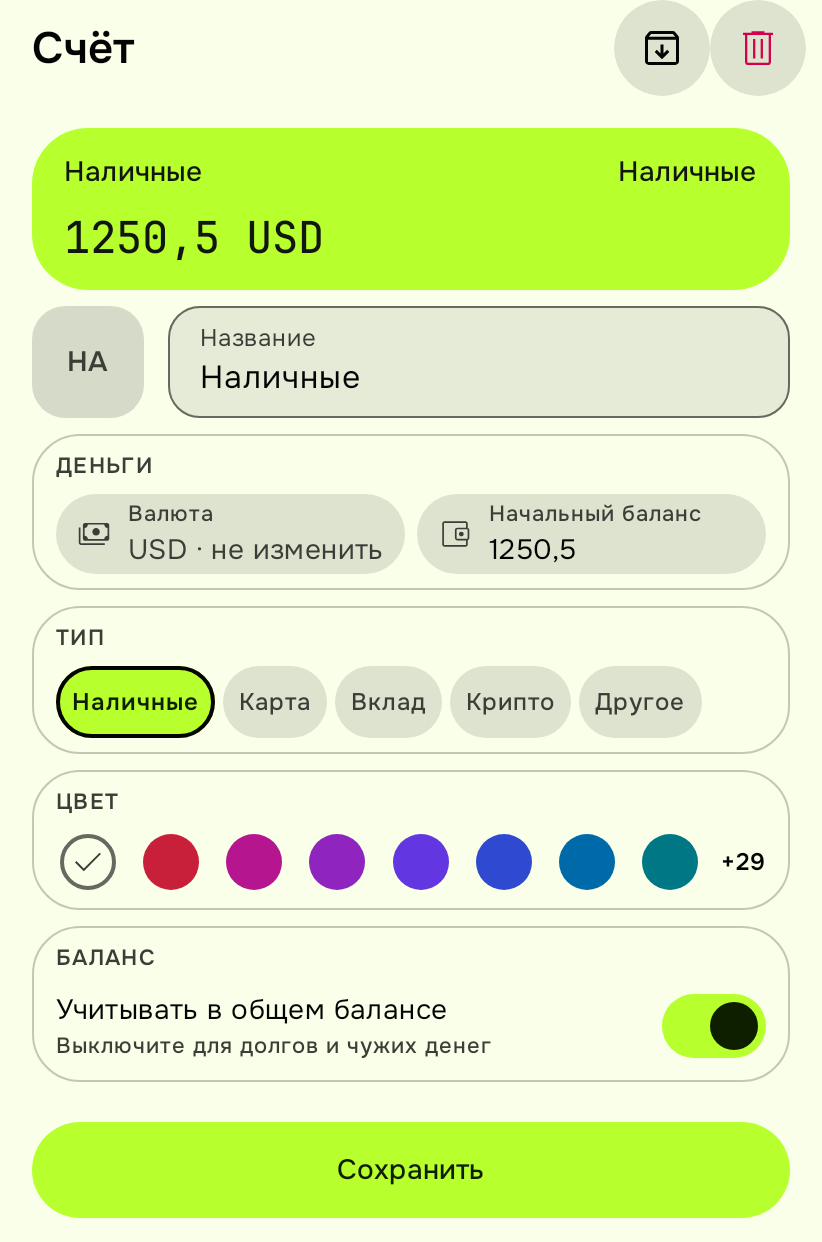 Счёт
Наличные Наличные
1250,5 USD
НА
Название
Наличные
ДЕНЬГИ
Валюта
USD · не изменить
Начальный баланс
1250,5
ТИП
Наличные Карта Вклад Крипто Другое
ЦВЕТ
+29
БАЛАНС
Учитывать в общем балансе
Выключите для долгов и чужих денег
Сохранить